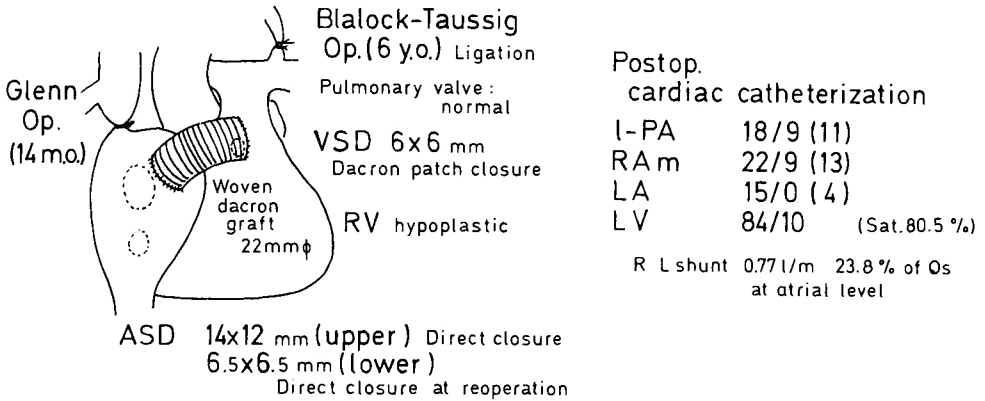 Blalock-Taussig
Op. (6 y.o.) Ligation
Glenn
Op.
(14 m.o.)
Pulmonary valve :
normal
VSD 6x6 mm
Dacron patch closure
Woven
dacron
graft
22mmϕ
RV hypoplastic
ASD 14x12 mm (upper) Direct closure
6.5x6.5 mm (lower)
Direct closure at reoperation
Postop.
cardiac catheterization
l-PA 18/9 (11)
RAm 22/9 (13)
LA 15/0 (4)
LV 84/10 (Sat.80.5 %)
R L shunt 0.77 l/m 23.8 % of Qs
at atrial level